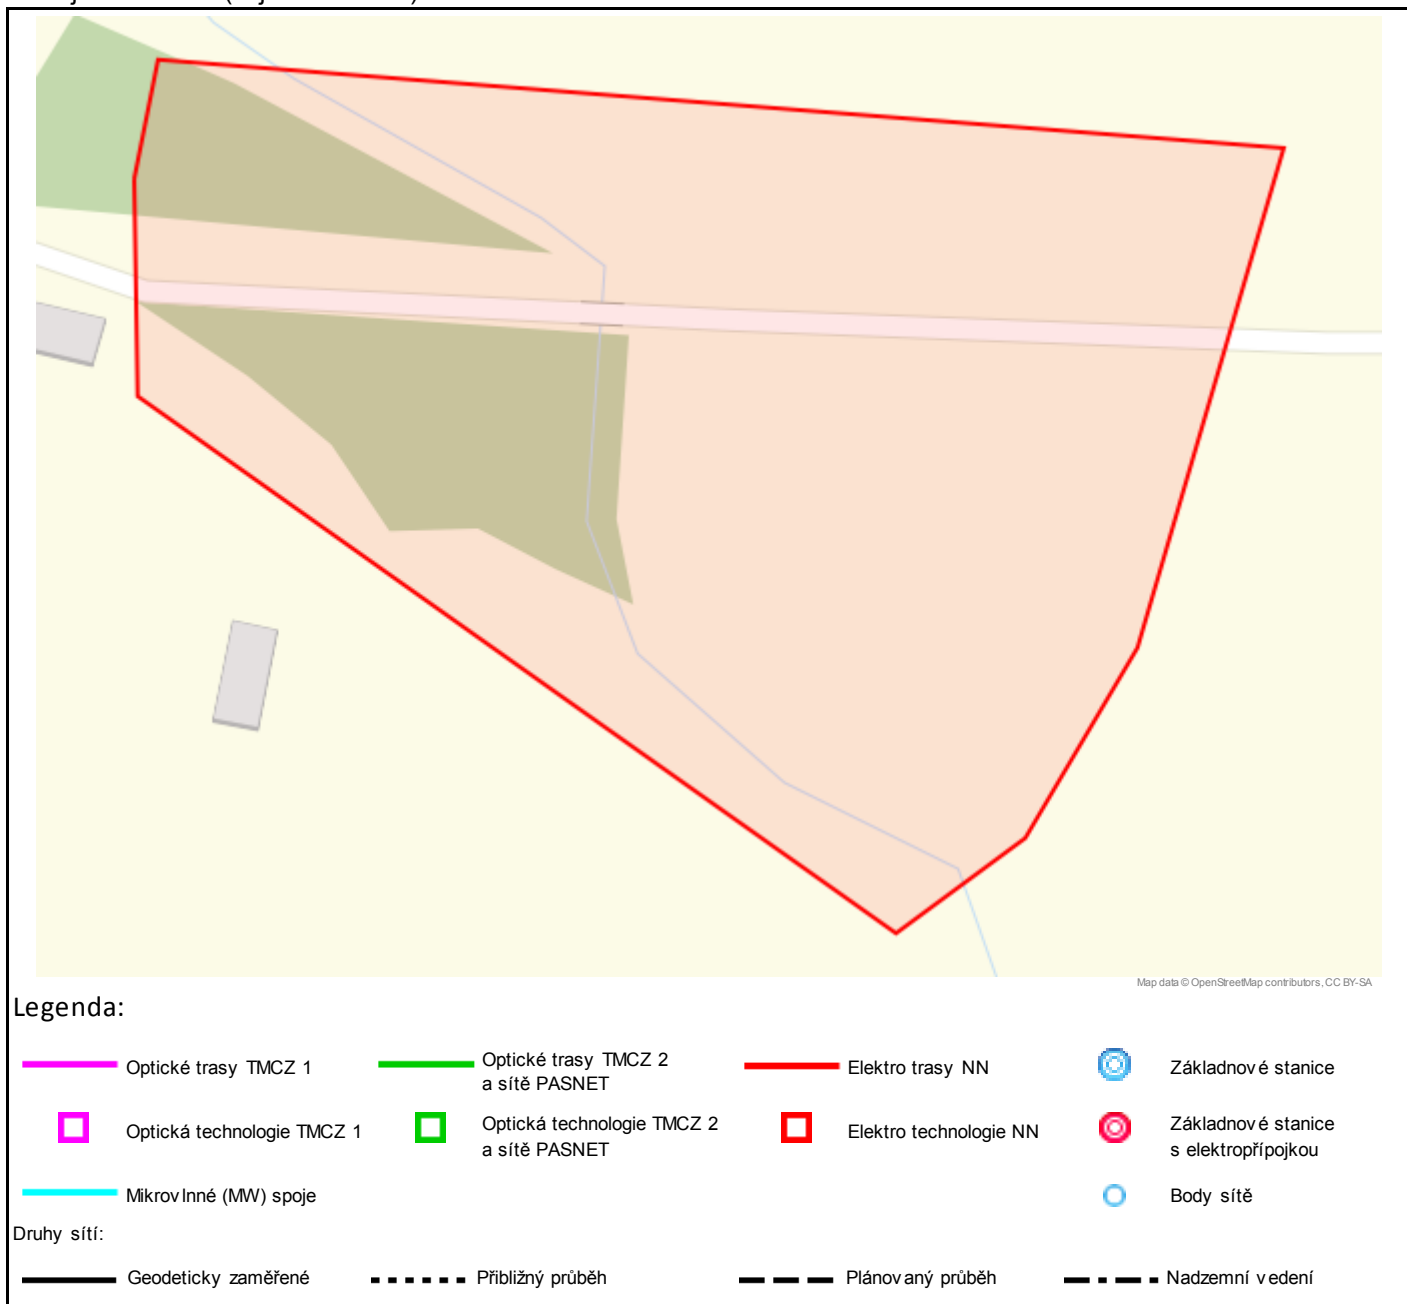 Map data © OpenStreetMap contributors, CC BY-SA
Legenda:
Optické trasy TMCZ 1
Optické trasy TMCZ 2
a sítě PASNET
Elektro trasy NN
Základnové stanice
Optická technologie TMCZ 1
Optická technologie TMCZ 2
a sítě PASNET
Elektro technologie NN
Základnové stanice
s elektropřípojkou
Mikrovlnné (MW) spoje
Body sítě
Druhy sítí:
Geodeticky zaměřené
Přibližný průběh
Plánovaný průběh
Nadzemní vedení